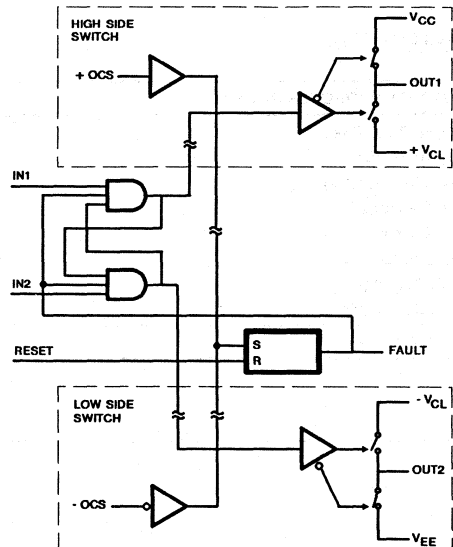 HIGH SIDE
SWITCH
+ OCS
VCC
OUT1
+ VCL
IN1
IN2
S
R
RESET
FAULT
LOW SIDE
SWITCH
- VCL
OUT2
- OCS
VEE